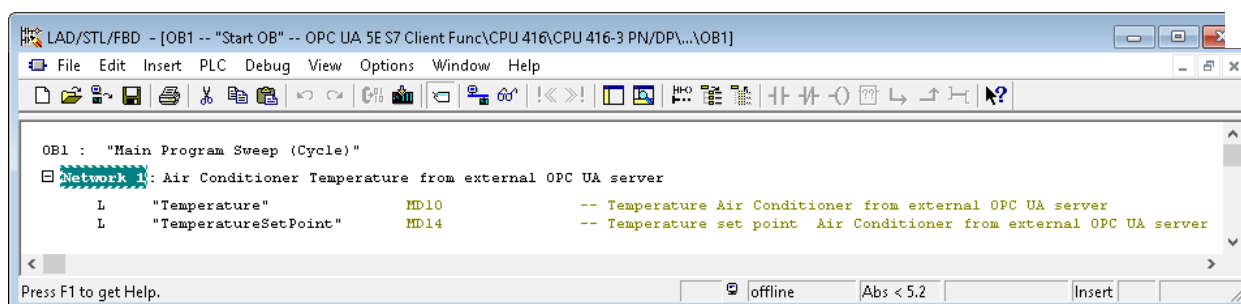 LAD/STL/FBD - [OB1 -- "Start OB" -- OPC UA 5E S7 Client Func\CPU 416\CPU 416-3 PN/DP\...\OB1]
File Edit Insert PLC Debug View Options Window Help
OB1 : "Main Program Sweep (Cycle)"
Network 1: Air Conditioner Temperature from external OPC UA server
L "Temperature" MD10 -- Temperature Air Conditioner from external OPC UA server
L "TemperatureSetPoint" MD14 -- Temperature set point Air Conditioner from external OPC UA server
Press F1 to get Help. offline Abs < 5.2 Insert